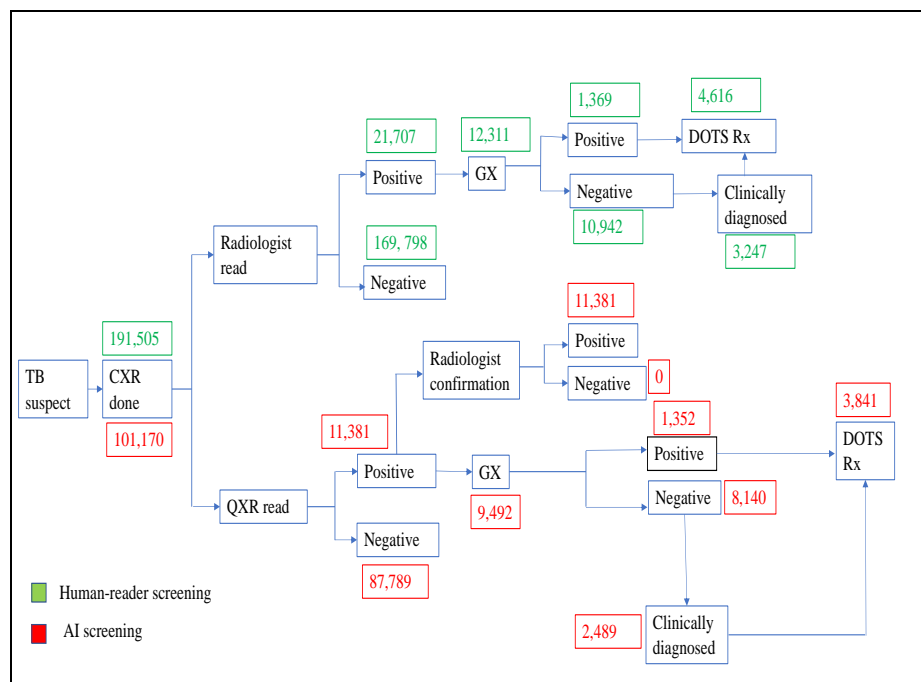 1,369
4,616
21,707
12,311
Positive
DOTS Rx
Positive
GX
Negative
Clinically
diagnosed
10,942
Radiologist
read
169, 798
3,247
Negative
11,381
191,505
Positive
Radiologist
confirmation
TB
suspect
CXR
done
Negative
0
3,841
101,170
11,381
1,352
DOTS
Rx
Positive
Positive
GX
QXR read
Negative
8,140
9,492
Negative
87,789
Human-reader screening
AI screening
2,489
Clinically
diagnosed